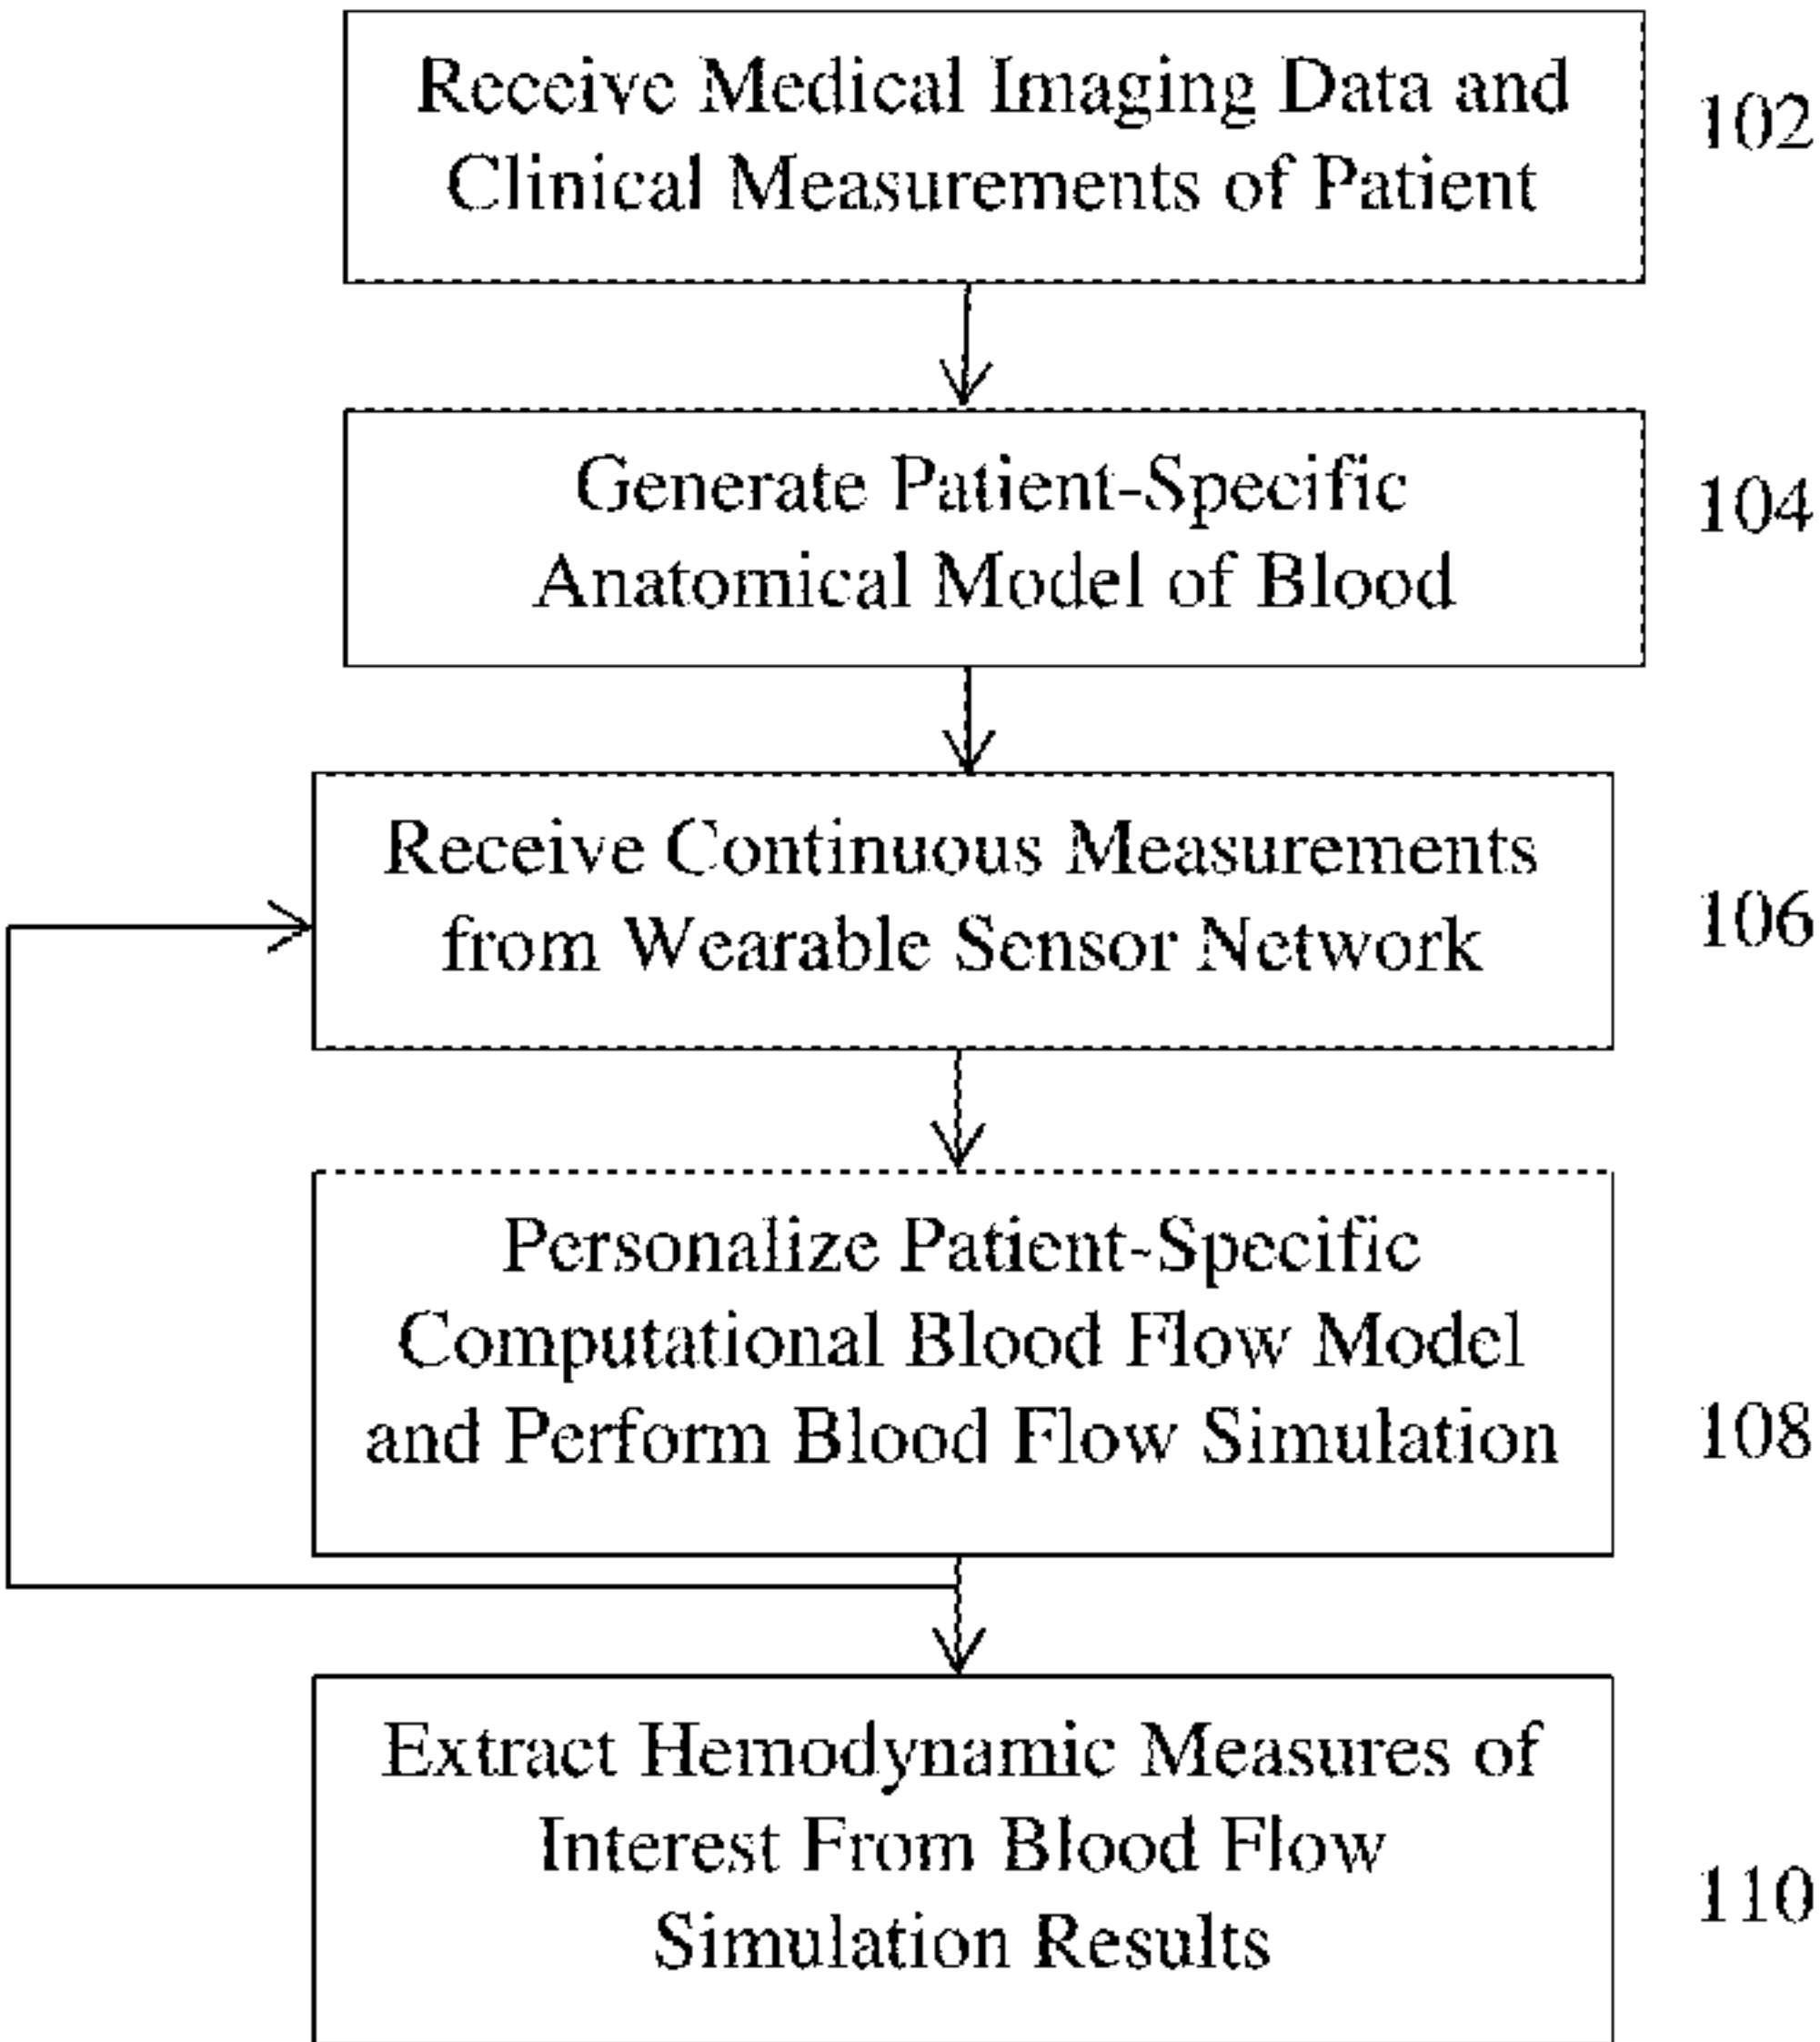 Receive Medical Imaging Data and
Clinical Measurements of Patient
102
Generate Patient-Specific
Anatomical Model of Blood
104
Receive Continuous Measurements
from Wearable Sensor Network
106
Personalize Patient-Specific
Computational Blood Flow Model
and Perform Blood Flow Simulation
108
Extract Hemodynamic Measures of
Interest From Blood Flow
Simulation Results
110